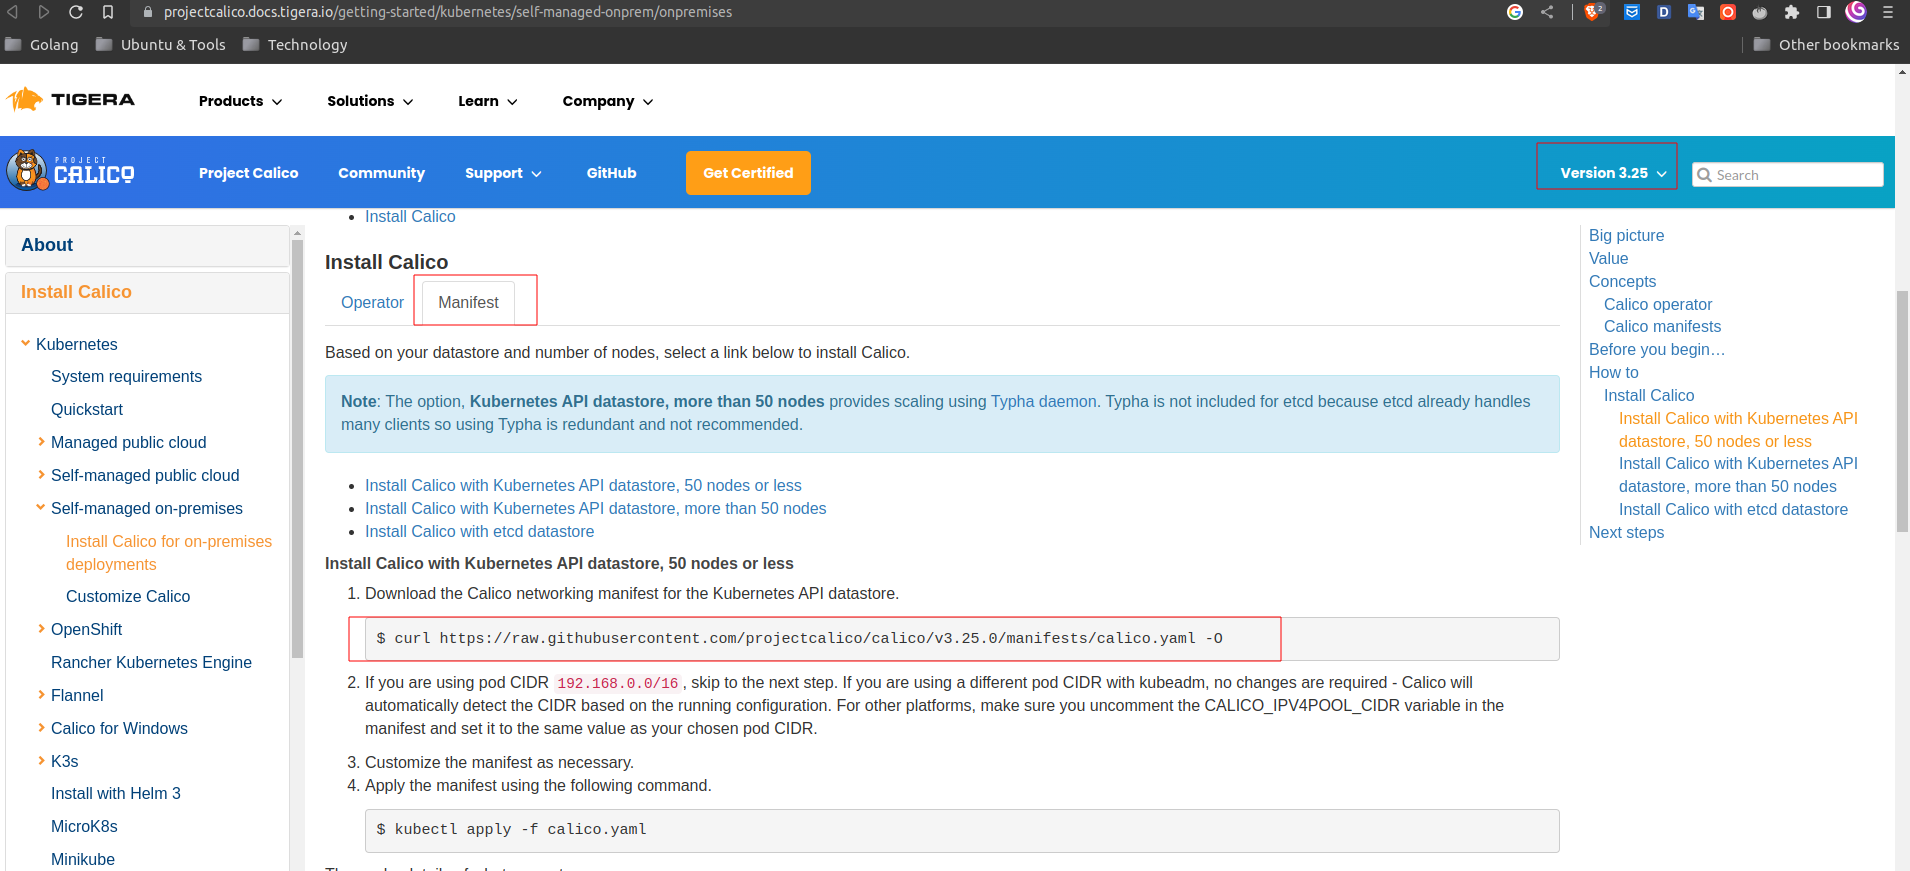 projectcalico.docs.tigera.io/getting-started/kubernetes/self-managed-onprem/onpremises
2
Golang
Ubuntu & Tools
Technology
Other bookmarks
TIGERA
Products
Solutions
Learn
Company
PROJECT
CALICO
Project Calico
Community
Support
GitHub
Get Certified
Version 3.25
Search
About
Install Calico
Kubernetes
System requirements
Quickstart
Managed public cloud
Self-managed public cloud
Self-managed on-premises
Install Calico for on-premises
deployments
Customize Calico
OpenShift
Rancher Kubernetes Engine
Flannel
Calico for Windows
K3s
Install with Helm 3
MicroK8s
Minikube
Install Calico
Install Calico
Operator
Manifest
Based on your datastore and number of nodes, select a link below to install Calico.
Note: The option, Kubernetes API datastore, more than 50 nodes provides scaling using Typha daemon. Typha is not included for etcd because etcd already handles
many clients so using Typha is redundant and not recommended.
Install Calico with Kubernetes API datastore, 50 nodes or less
Install Calico with Kubernetes API datastore, more than 50 nodes
Install Calico with etcd datastore
Install Calico with Kubernetes API datastore, 50 nodes or less
1. Download the Calico networking manifest for the Kubernetes API datastore.
$ curl https://raw.githubusercontent.com/projectcalico/calico/v3.25.0/manifests/calico.yaml -O
2. If you are using pod CIDR 192.168.0.0/16, skip to the next step. If you are using a different pod CIDR with kubeadm, no changes are required - Calico will
automatically detect the CIDR based on the running configuration. For other platforms, make sure you uncomment the CALICO_IPV4POOL_CIDR variable in the
manifest and set it to the same value as your chosen pod CIDR.
3. Customize the manifest as necessary.
4. Apply the manifest using the following command.
$ kubectl apply -f calico.yaml
Big picture
Value
Concepts
Calico operator
Calico manifests
Before you begin…
How to
Install Calico
Install Calico with Kubernetes API
datastore, 50 nodes or less
Install Calico with Kubernetes API
datastore, more than 50 nodes
Install Calico with etcd datastore
Next steps